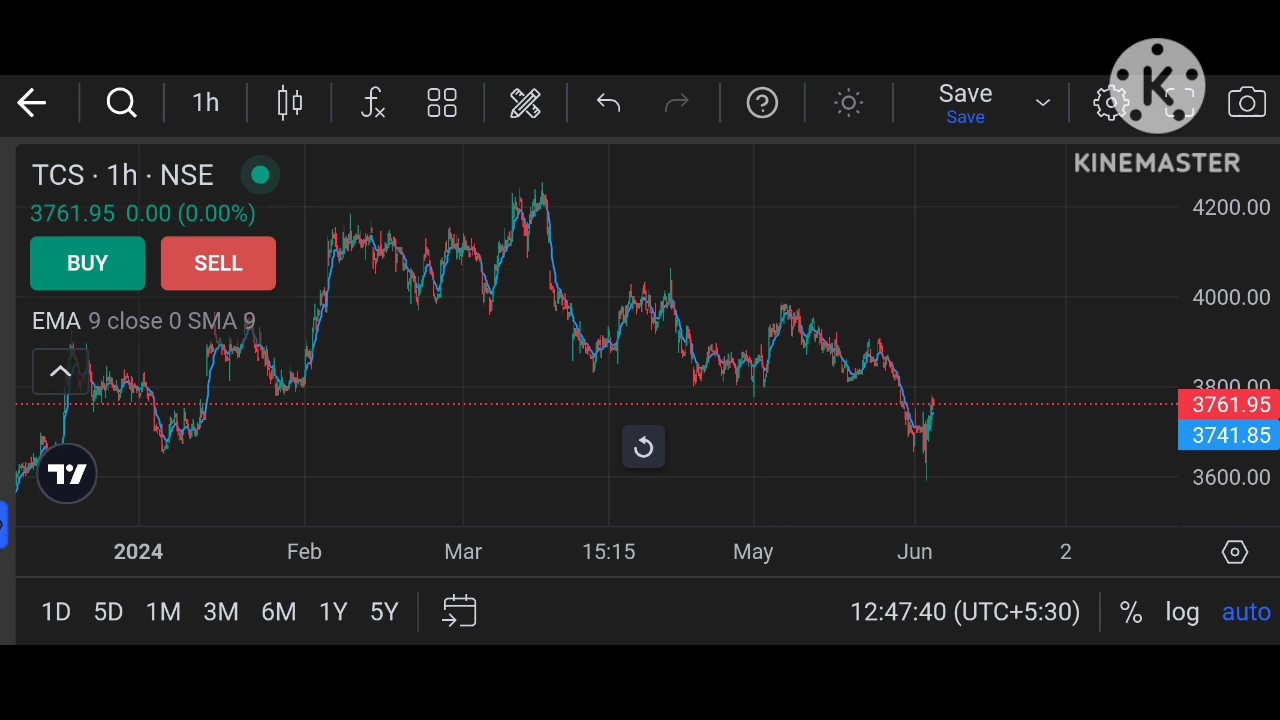 1h
Save
Save
K
KINEMASTER
TCS · 1h · NSE
3761.95 0.00 (0.00%)
BUY SELL
EMA 9 close 0 SMA 9
4200.00
4000.00
3800.00
3761.95
3741.85
3600.00
2024 Feb Mar 15:15 May Jun 2
1D 5D 1M 3M 6M 1Y 5Y
12:47:40 (UTC+5:30) % log auto